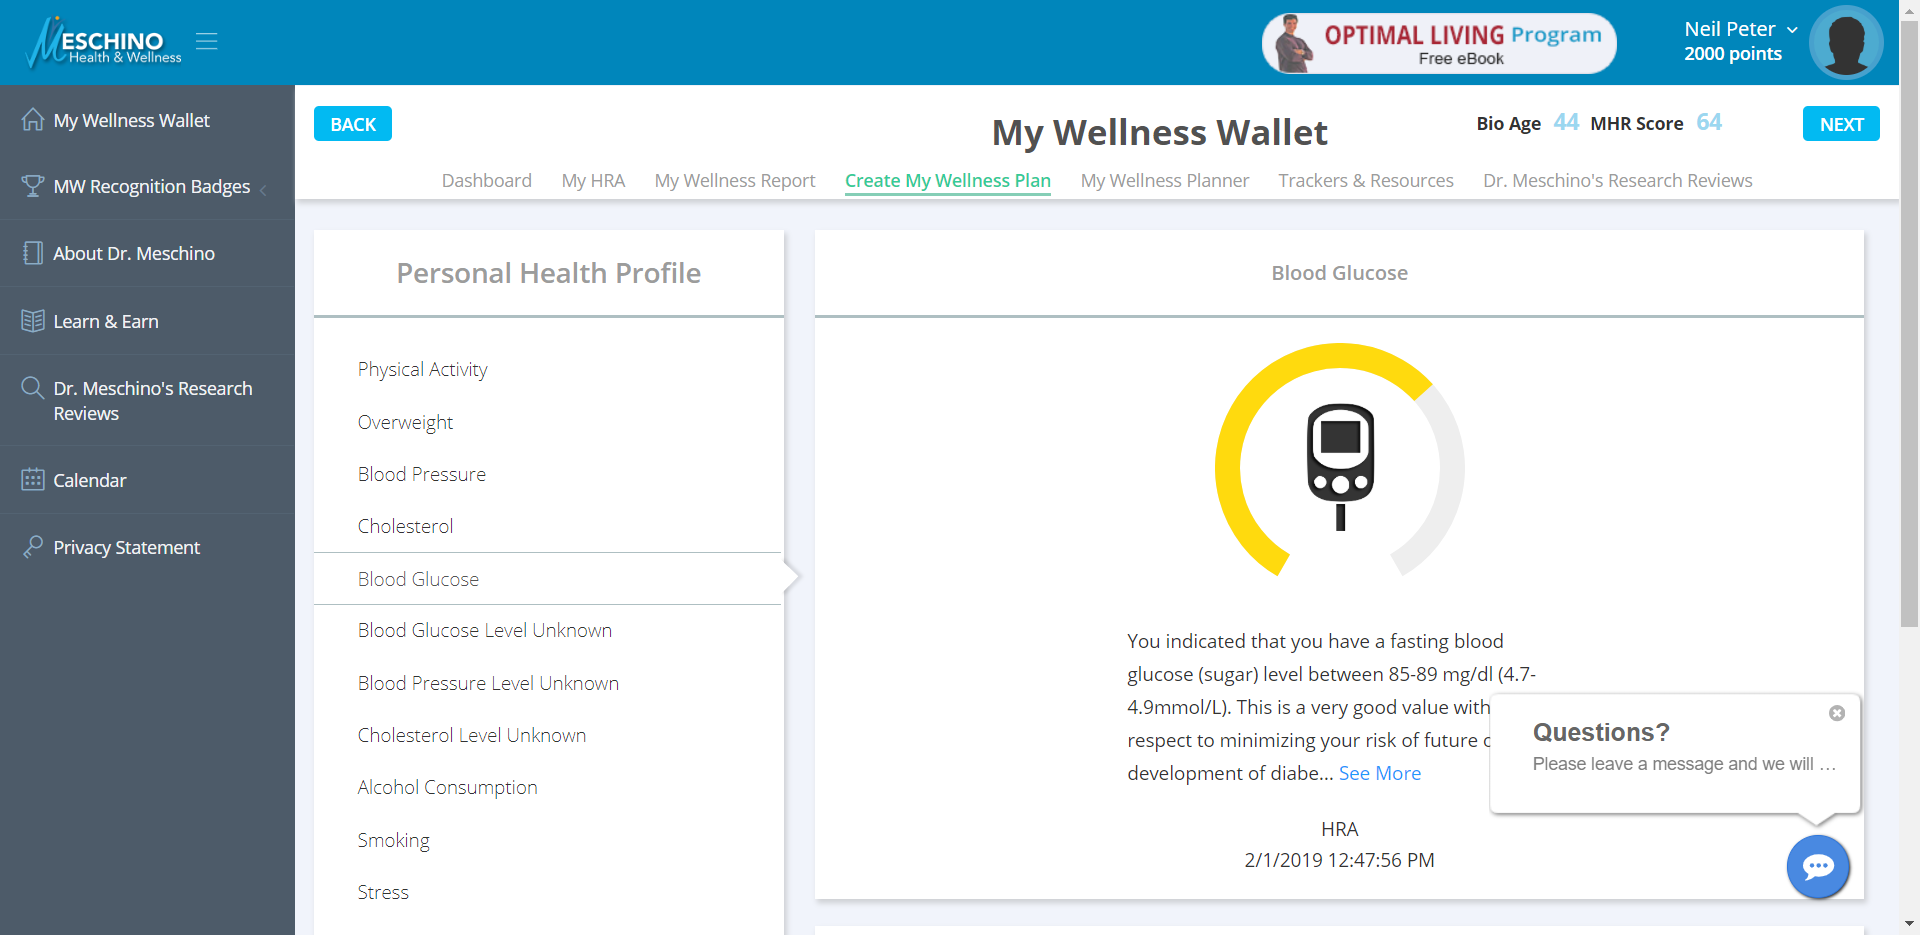 MESCHINO
Health & Wellness
OPTIMAL LIVING Program
Free eBook
Neil Peter
2000 points
My Wellness Wallet
MW Recognition Badges
About Dr. Meschino
Learn & Earn
Dr. Meschino's Research
Reviews
Calendar
Privacy Statement
BACK
My Wellness Wallet
Bio Age 44 MHR Score 64
NEXT
Dashboard My HRA My Wellness Report Create My Wellness Plan My Wellness Planner Trackers & Resources Dr. Meschino's Research Reviews
Personal Health Profile
Physical Activity
Overweight
Blood Pressure
Cholesterol
Blood Glucose
Blood Glucose Level Unknown
Blood Pressure Level Unknown
Cholesterol Level Unknown
Alcohol Consumption
Smoking
Stress
Blood Glucose
You indicated that you have a fasting blood
glucose (sugar) level between 85-89 mg/dl (4.7-
4.9mmol/L). This is a very good value with
respect to minimizing your risk of future
development of diabe... See More
HRA
2/1/2019 12:47:56 PM
Questions?
Please leave a message and we will ...